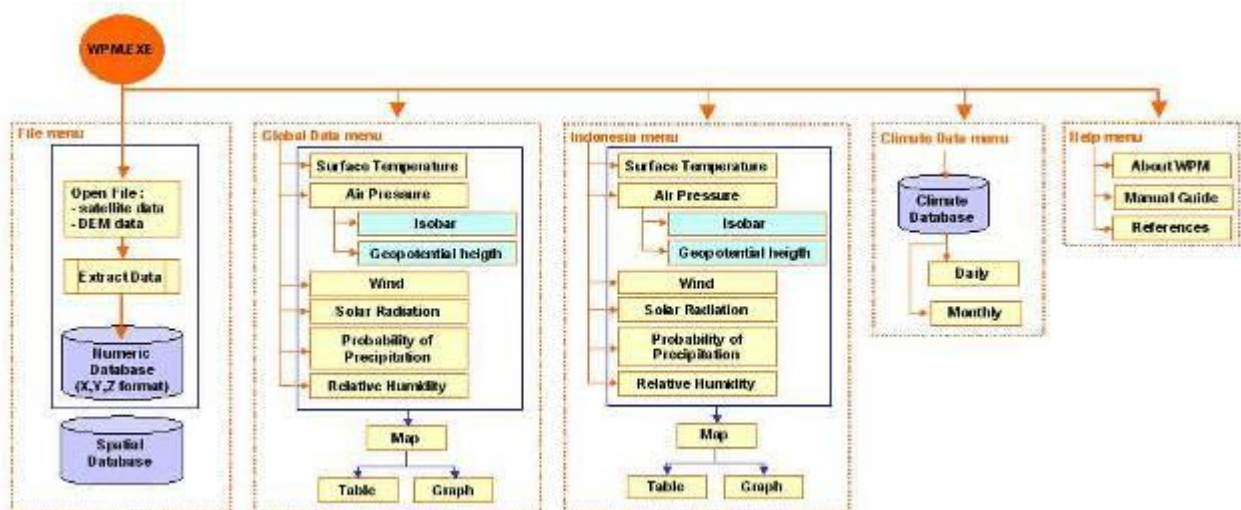 WPM.EXE
File menu
Open File :
- satellite data
- DEM data
Extract Data
Numeric
Database
(X,Y,Z format)
Spatial
Database
Global Data menu
Surface Temperature
Air Pressure
Isobar
Geopotential heigth
Wind
Solar Radiation
Probability of
Precipitation
Relative Humidity
Map
Table
Graph
Indonesia menu
Surface Temperature
Air Pressure
Isobar
Geopotential heigth
Wind
Solar Radiation
Probability of
Precipitation
Relative Humidity
Map
Table
Graph
Climate Data menu
Climate
Database
Daily
Monthly
Help menu
About WPM
Manual Guide
References